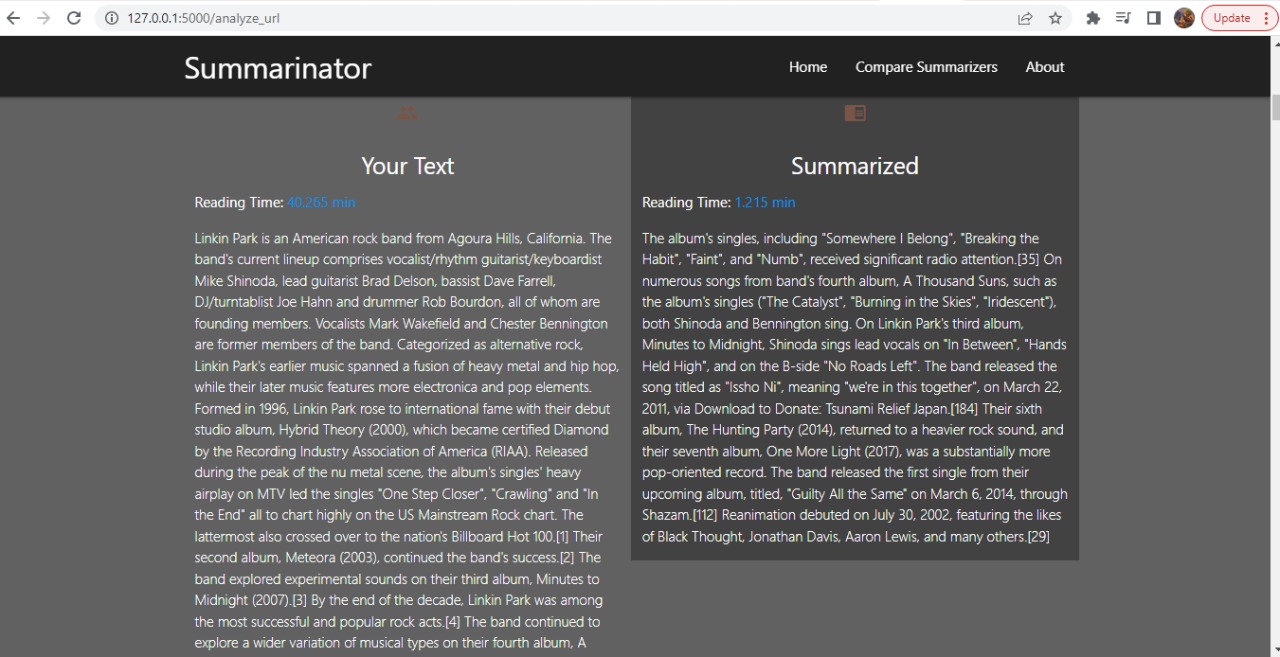 127.0.0.1:5000/analyze_url
Update
Summarinator
Home
Compare Summarizers
About
Your Text
Reading Time: 40.265 min
Linkin Park is an American rock band from Agoura Hills, California. The
band's current lineup comprises vocalist/rhythm guitarist/keyboardist
Mike Shinoda, lead guitarist Brad Delson, bassist Dave Farrell,
DJ/turntablist Joe Hahn and drummer Rob Bourdon, all of whom are
founding members. Vocalists Mark Wakefield and Chester Bennington
are former members of the band. Categorized as alternative rock,
Linkin Park's earlier music spanned a fusion of heavy metal and hip hop,
while their later music features more electronica and pop elements.
Formed in 1996, Linkin Park rose to international fame with their debut
studio album, Hybrid Theory (2000), which became certified Diamond
by the Recording Industry Association of America (RIAA). Released
during the peak of the nu metal scene, the album's singles' heavy
airplay on MTV led the singles "One Step Closer", "Crawling" and "In
the End" all to chart highly on the US Mainstream Rock chart. The
lattermost also crossed over to the nation's Billboard Hot 100.[1] Their
second album, Meteora (2003), continued the band's success.[2] The
band explored experimental sounds on their third album, Minutes to
Midnight (2007).[3] By the end of the decade, Linkin Park was among
the most successful and popular rock acts.[4] The band continued to
explore a wider variation of musical types on their fourth album, A
Summarized
Reading Time: 1.215 min
The album's singles, including "Somewhere I Belong", "Breaking the
Habit", "Faint", and "Numb", received significant radio attention.[35] On
numerous songs from band's fourth album, A Thousand Suns, such as
the album's singles ("The Catalyst", "Burning in the Skies", "Iridescent"),
both Shinoda and Bennington sing. On Linkin Park's third album,
Minutes to Midnight, Shinoda sings lead vocals on "In Between", "Hands
Held High", and on the B-side "No Roads Left". The band released the
song titled as "Issho Ni", meaning "we're in this together", on March 22,
2011, via Download to Donate: Tsunami Relief Japan.[184] Their sixth
album, The Hunting Party (2014), returned to a heavier rock sound, and
their seventh album, One More Light (2017), was a substantially more
pop-oriented record. The band released the first single from their
upcoming album, titled, "Guilty All the Same" on March 6, 2014, through
Shazam.[112] Reanimation debuted on July 30, 2002, featuring the likes
of Black Thought, Jonathan Davis, Aaron Lewis, and many others.[29]